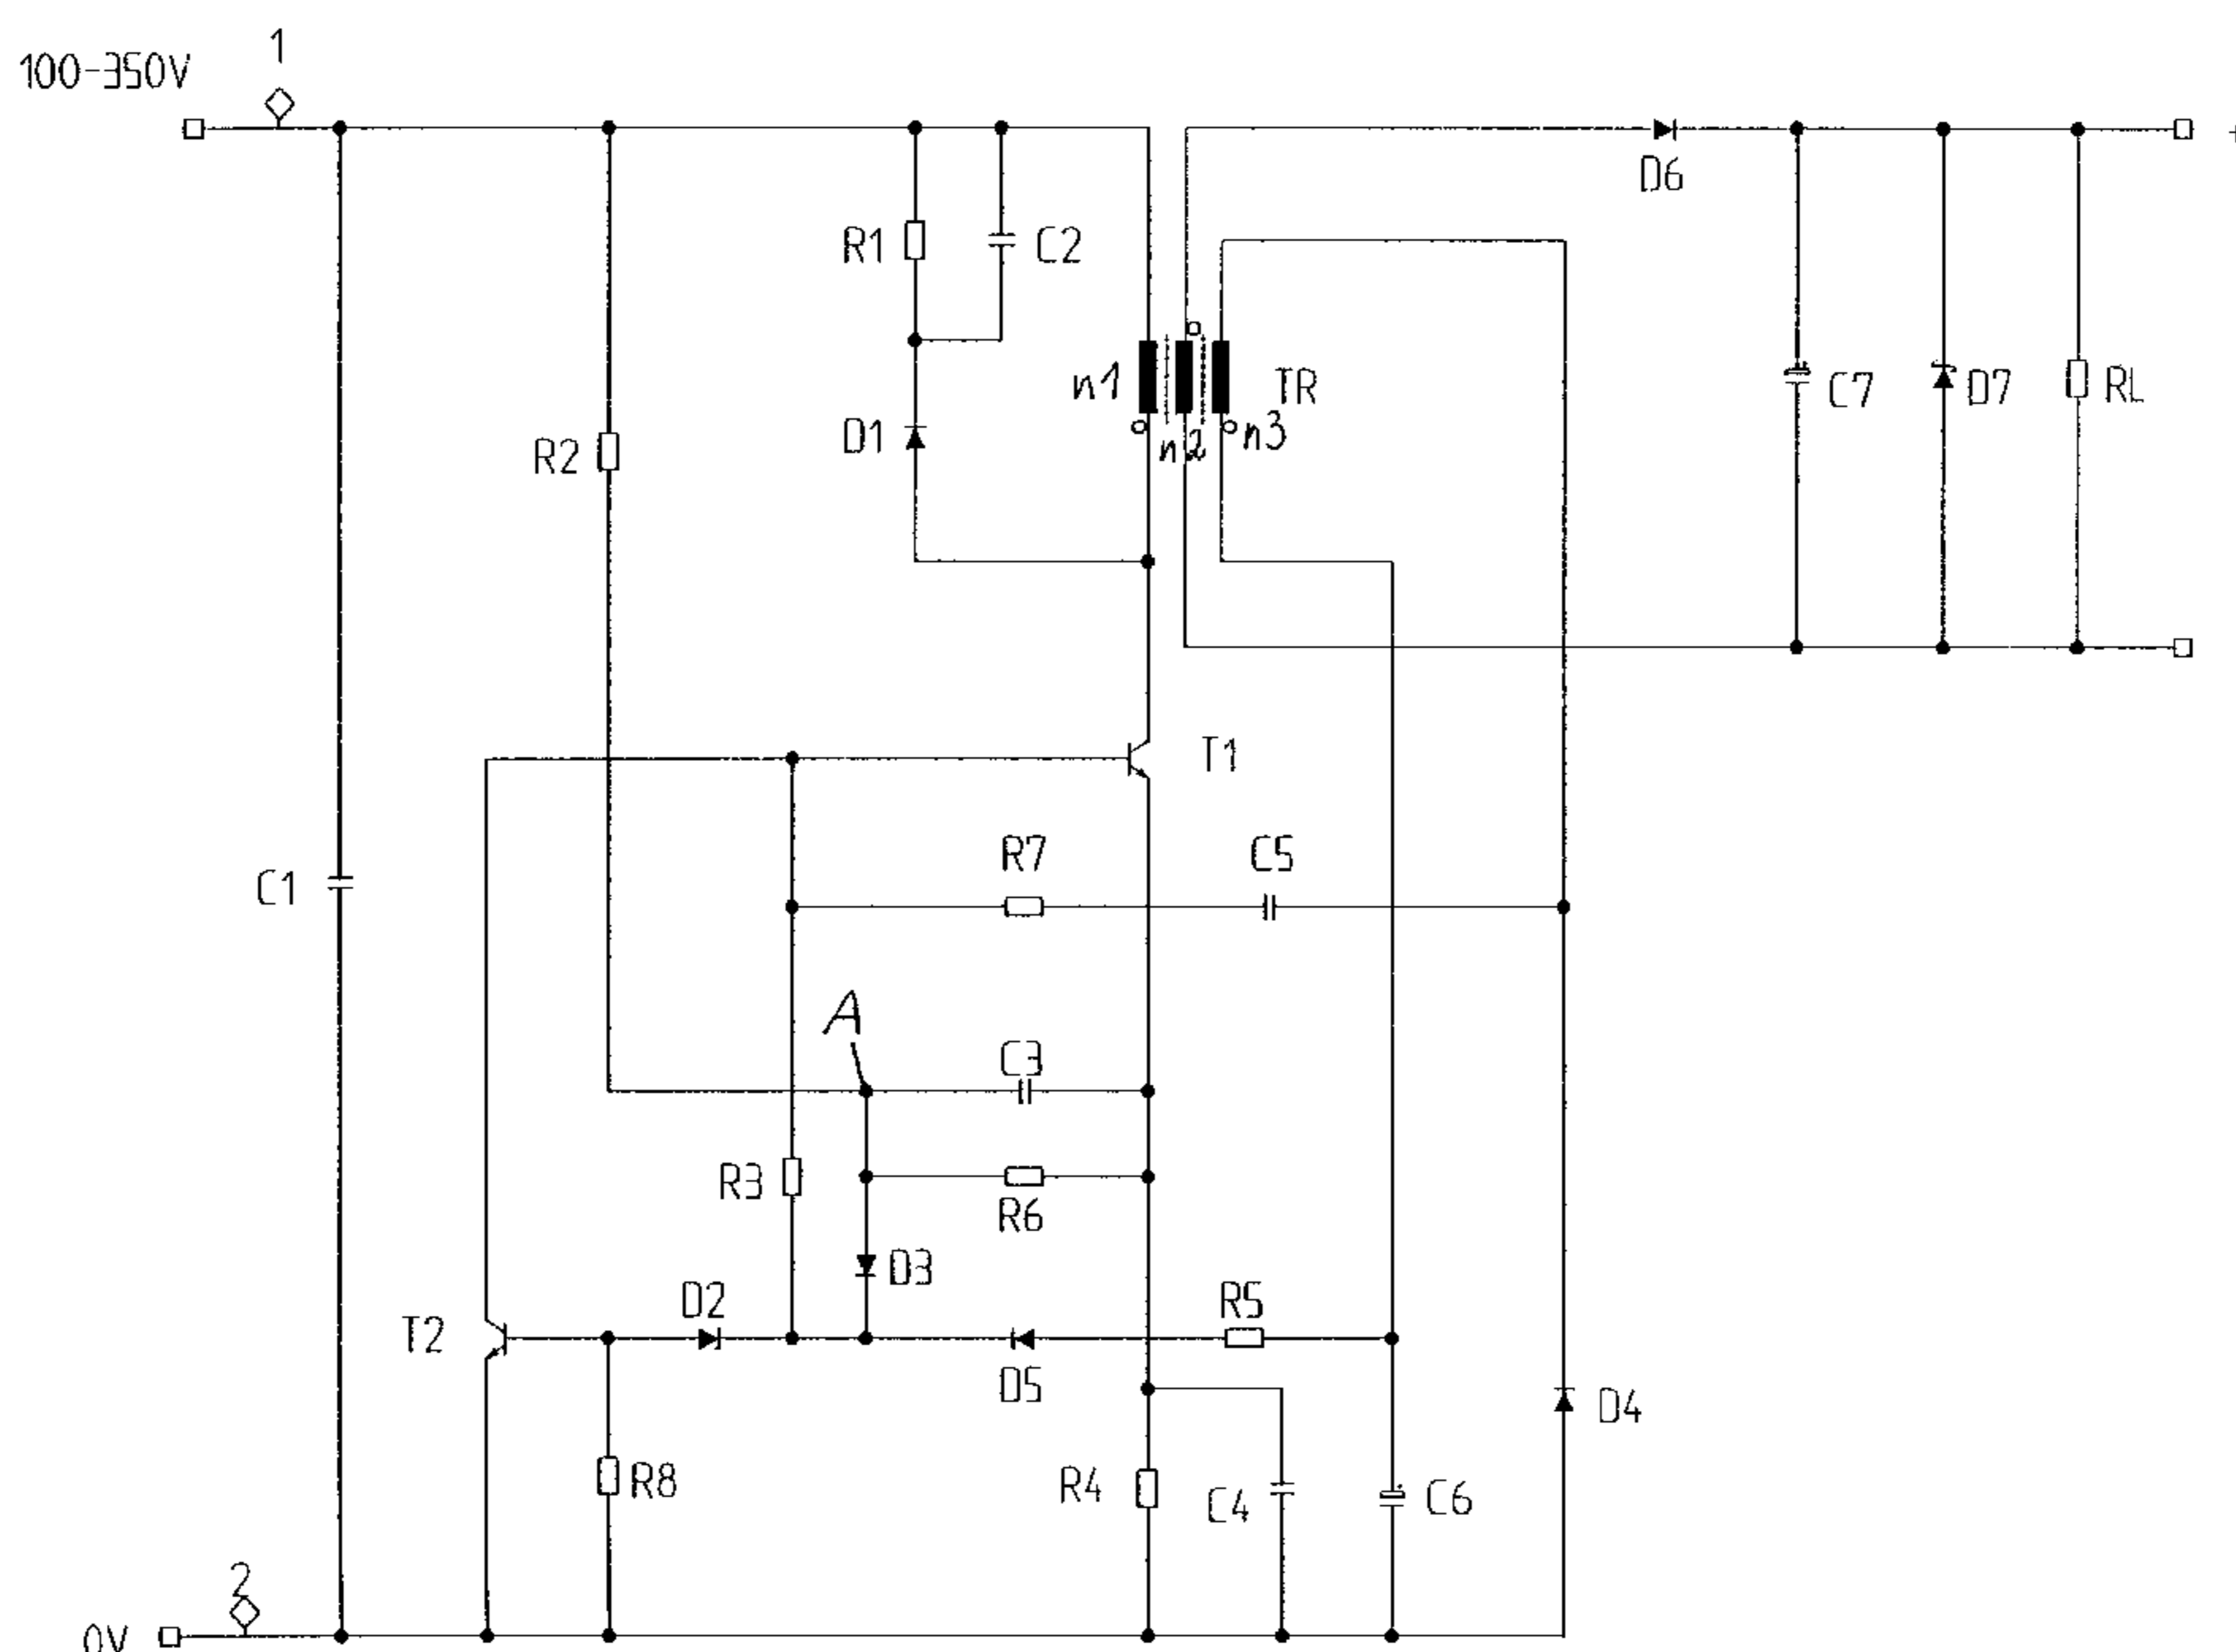 1
100-350V
+
D6
R1
C2
n1
TR
C7
D7
RL
D1
n2
n3
R2
T1
R7
C5
C1
A
C3
R3
R6
D3
D2
R5
T2
D5
D4
R8
R4
C4
C6
2
0V